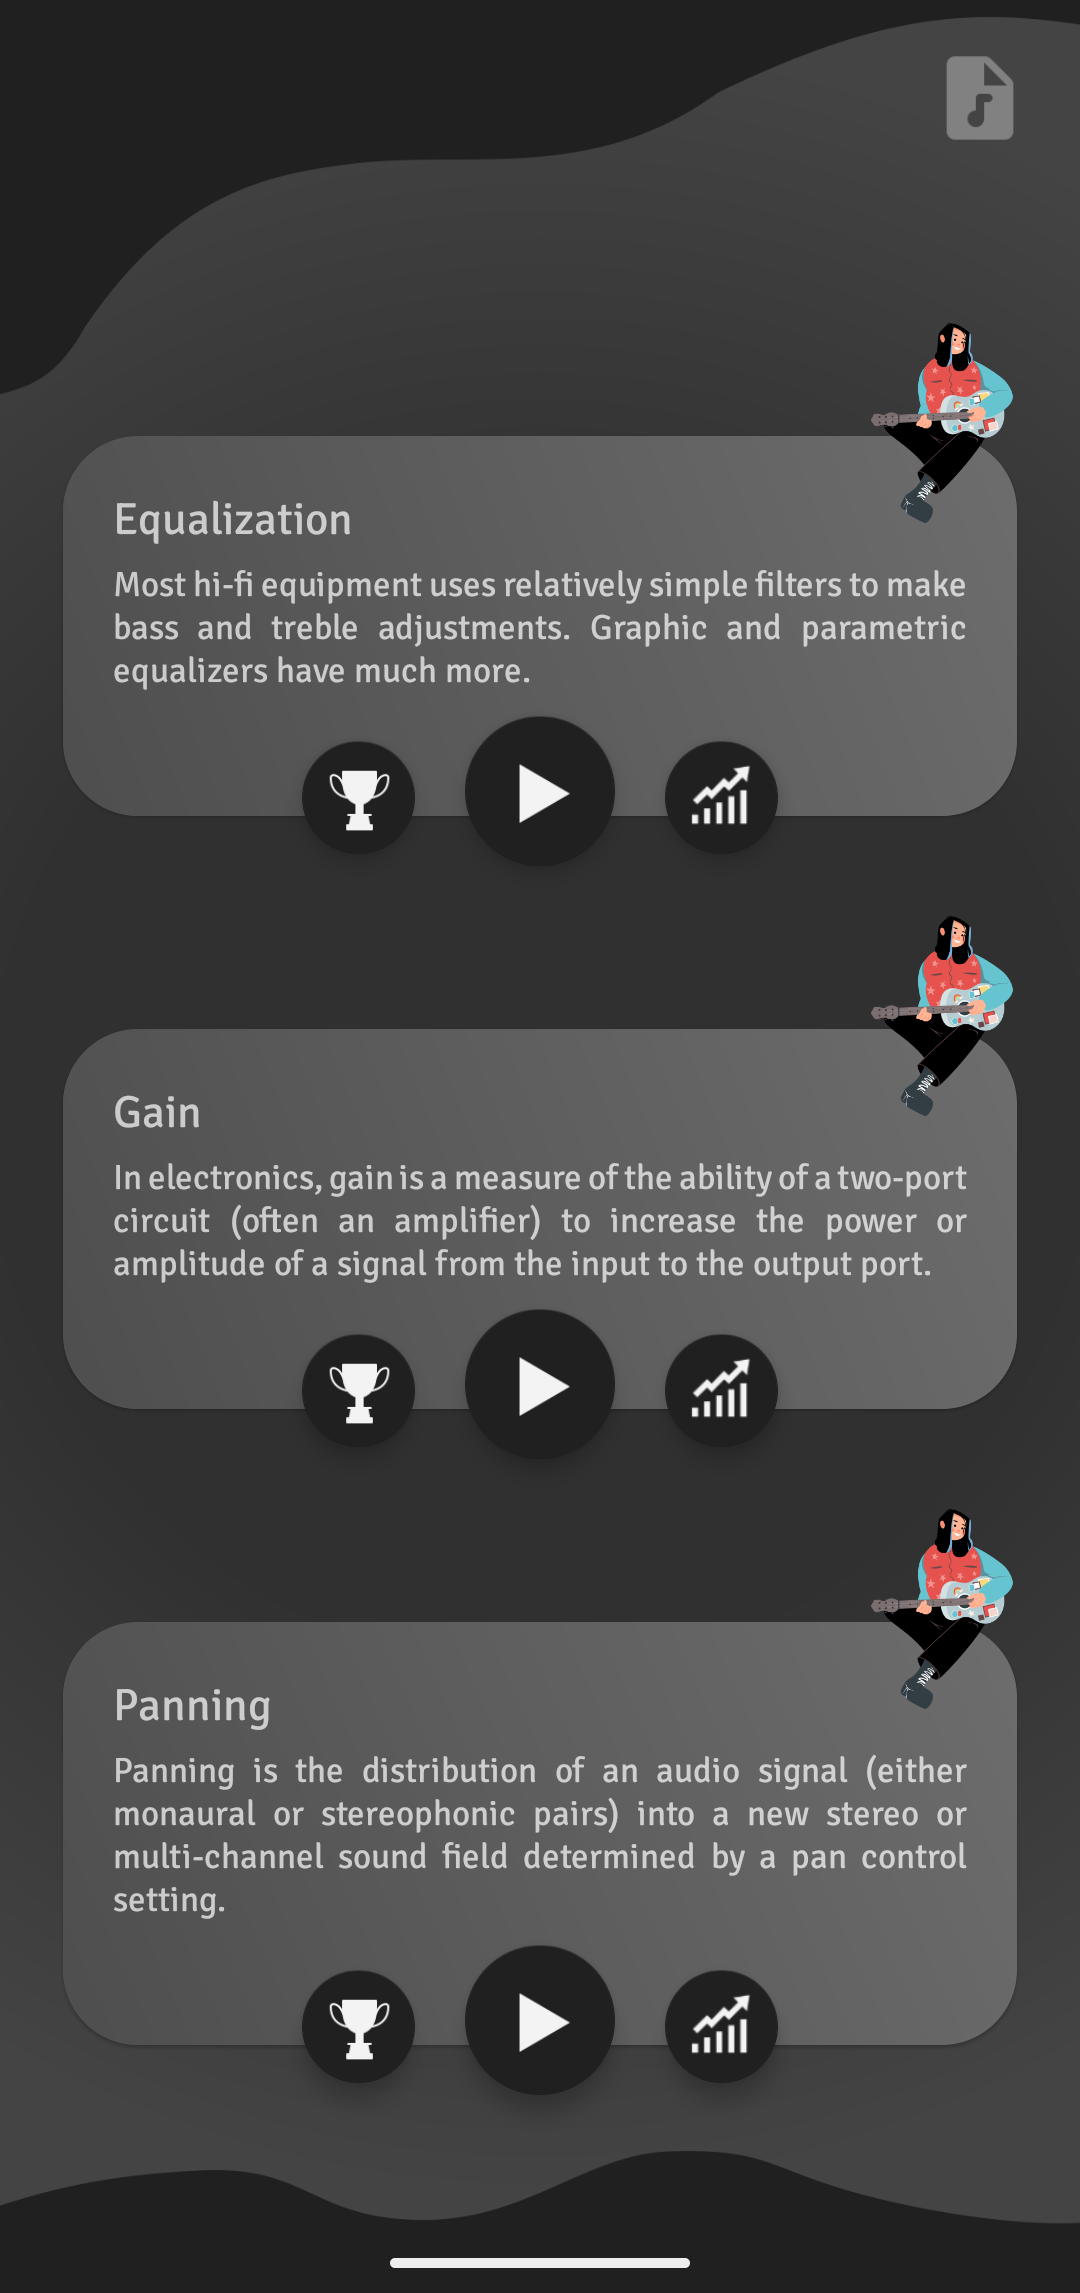 Equalization
Most hi-fi equipment uses relatively simple filters to make
bass and treble adjustments. Graphic and parametric
equalizers have much more.
Gain
In electronics, gain is a measure of the ability of a two-port
circuit (often an amplifier) to increase the power or
amplitude of a signal from the input to the output port.
Panning
Panning is the distribution of an audio signal (either
monaural or stereophonic pairs) into a new stereo or
multi-channel sound field determined by a pan control
setting.